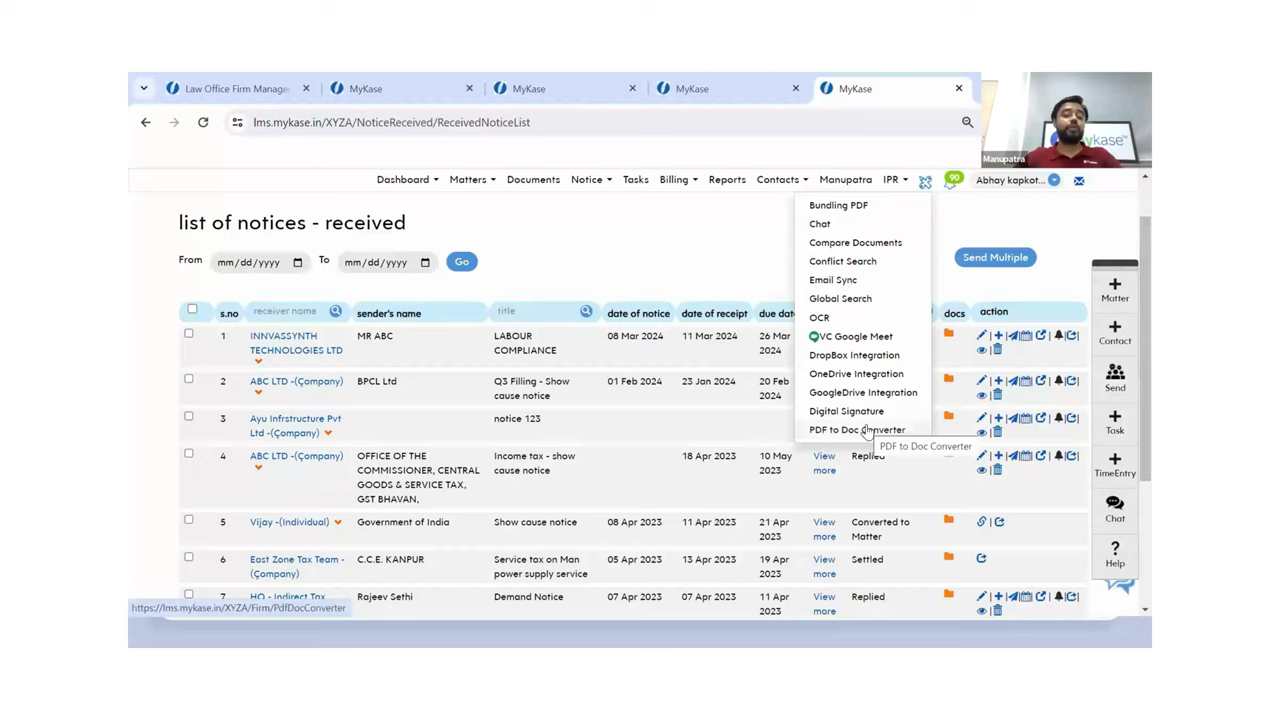 Law Office Firm Manage
MyKase
MyKase
MyKase
MyKase
lms.mykase.in/XYZA/NoticeReceived/ReceivedNoticeList
ykase
Manupatra
Dashboard Matters Documents Notice Tasks Billing Reports Contacts Manupatra IPR 90 Abhay kapkot...
list of notices - received
From mm/dd/yyyy To mm/dd/yyyy Go
Send Multiple
Bundling PDF
Chat
Compare Documents
Conflict Search
Email Sync
Global Search
OCR
VC Google Meet
DropBox Integration
OneDrive Integration
GoogleDrive Integration
Digital Signature
PDF to Doc Converter
PDF to Doc Converter
s.no receiver name sender's name title date of notice date of receipt due date docs action
1 INNVASSYNTH MR ABC LABOUR 08 Mar 2024 11 Mar 2024 26 Mar
TECHNOLOGIES LTD COMPLIANCE 2024
2 ABC LTD -(Company) BPCL Ltd Q3 Filling - Show 01 Feb 2024 23 Jan 2024 20 Feb
cause notice 2024
3 Ayu Infrstructure Pvt notice 123
Ltd -(Company)
4 ABC LTD -(Company) OFFICE OF THE Income tax - show 18 Apr 2023 10 May View Replied
COMMISSIONER, CENTRAL cause notice 2023 more
GOODS & SERVICE TAX,
GST BHAVAN,
5 Vijay -(Individual) Government of India Show cause notice 08 Apr 2023 11 Apr 2023 21 Apr View Converted to
2023 more Matter
6 East Zone Tax Team - C.C.E. KANPUR Service tax on Man 05 Apr 2023 13 Apr 2023 19 Apr View Settled
(Company) power supply service 2023 more
7 HO - Indirect Tax Rajeev Sethi Demand Notice 07 Apr 2023 07 Apr 2023 11 Apr View Replied
2023 more
Matter
Contact
Send
Task
TimeEntry
Chat
Help
https://lms.mykase.in/XYZA/Firm/PdfDocConverter